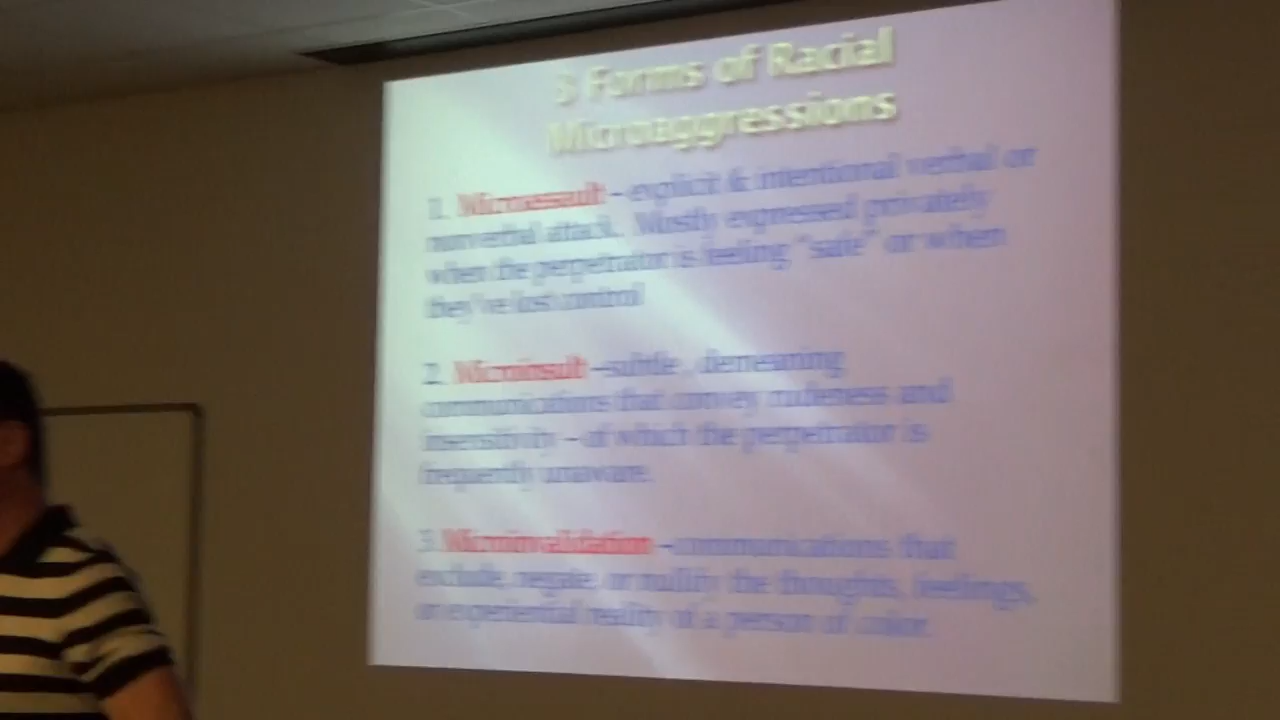 3 Forms of Racial
Microaggressions
1. Microassault – explicit & intentional verbal or
nonverbal attack. Mostly expressed privately
when the perpetrator is feeling "safe" or when
they've lost control
2. Microinsult –subtle , demeaning
communications that convey rudeness and
insensitivity – of which the perpetrator is
frequently unaware.
3. Microinvalidation –communications that
exclude, negate, or nullify the thoughts, feelings,
or experiential reality of a person of color.